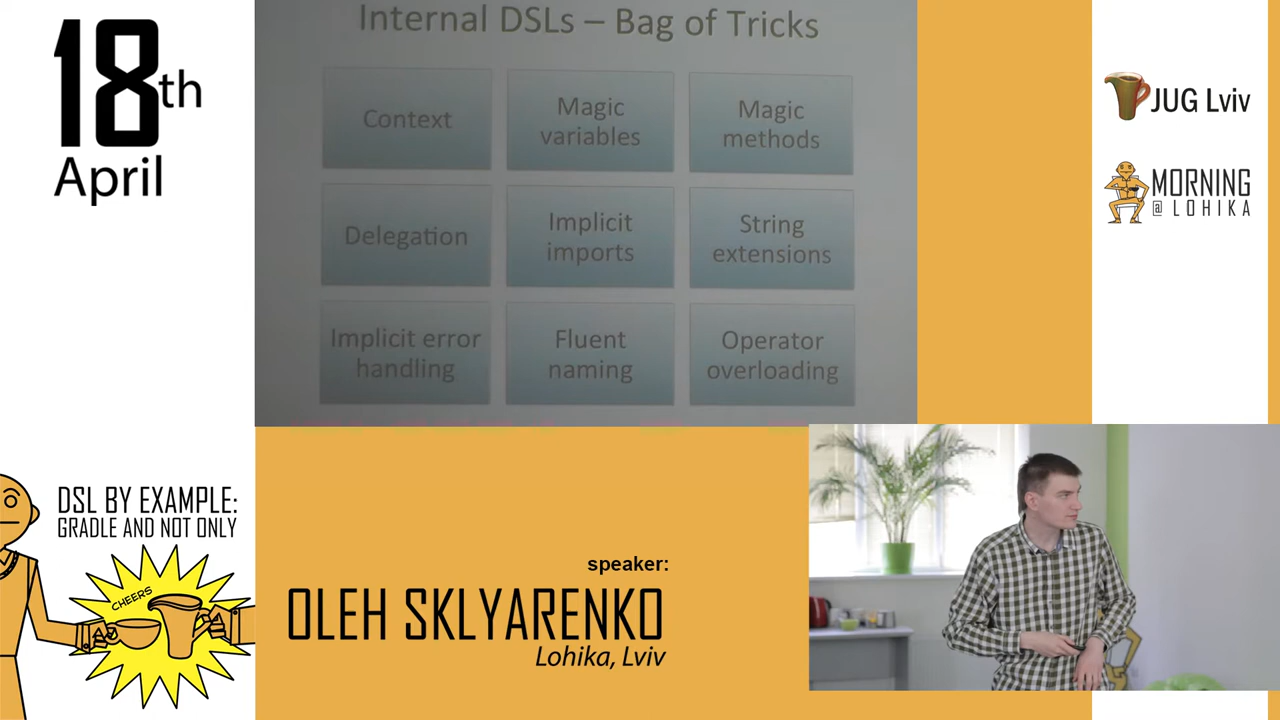 18th
April
Internal DSLs – Bag of Tricks
Context
Magic
variables
Magic
methods
Delegation
Implicit
imports
String
extensions
Implicit error
handling
Fluent
naming
Operator
overloading
JUG Lviv
MORNING
@ LOHIKA
DSL BY EXAMPLE:
GRADLE AND NOT ONLY
CHEERS
speaker:
OLEH SKLYARENKO
Lohika, Lviv